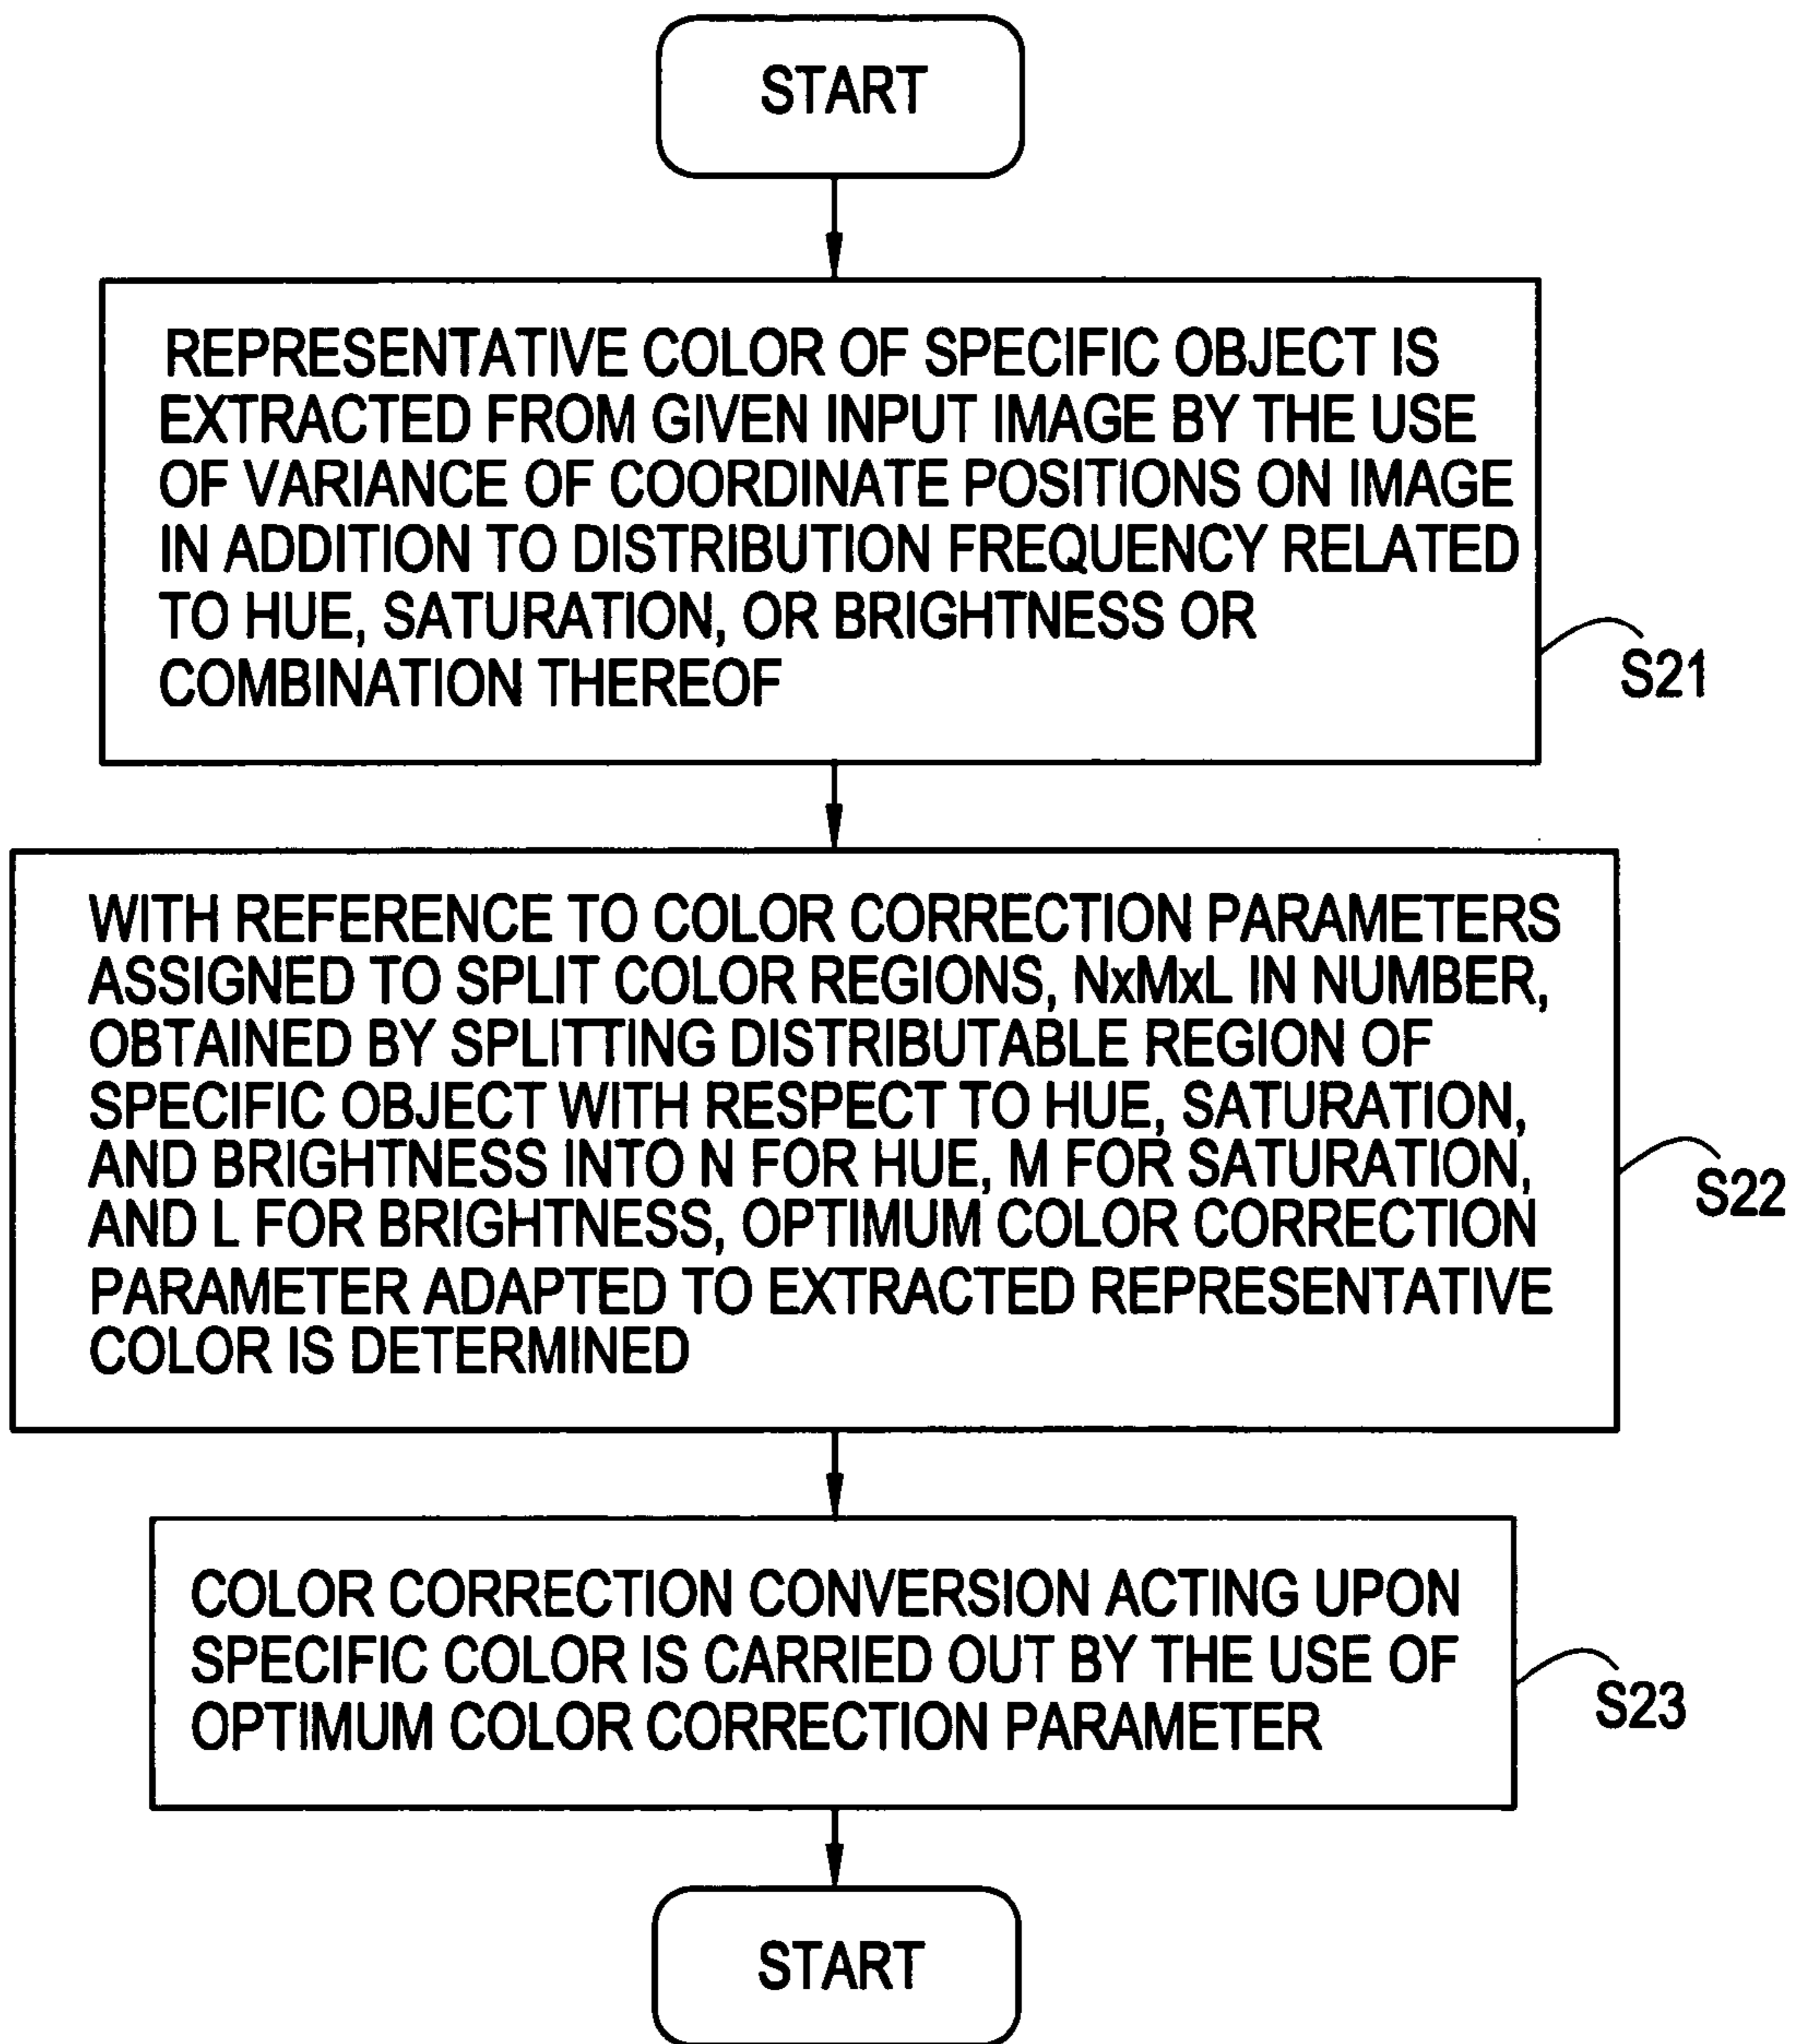 START
REPRESENTATIVE COLOR OF SPECIFIC OBJECT IS
EXTRACTED FROM GIVEN INPUT IMAGE BY THE USE
OF VARIANCE OF COORDINATE POSITIONS ON IMAGE
IN ADDITION TO DISTRIBUTION FREQUENCY RELATED
TO HUE, SATURATION, OR BRIGHTNESS OR
COMBINATION THEREOF
S21
WITH REFERENCE TO COLOR CORRECTION PARAMETERS
ASSIGNED TO SPLIT COLOR REGIONS, NxMxL IN NUMBER,
OBTAINED BY SPLITTING DISTRIBUTABLE REGION OF
SPECIFIC OBJECT WITH RESPECT TO HUE, SATURATION,
AND BRIGHTNESS INTO N FOR HUE, M FOR SATURATION,
AND L FOR BRIGHTNESS, OPTIMUM COLOR CORRECTION
PARAMETER ADAPTED TO EXTRACTED REPRESENTATIVE
COLOR IS DETERMINED
S22
COLOR CORRECTION CONVERSION ACTING UPON
SPECIFIC COLOR IS CARRIED OUT BY THE USE OF
OPTIMUM COLOR CORRECTION PARAMETER
S23
START